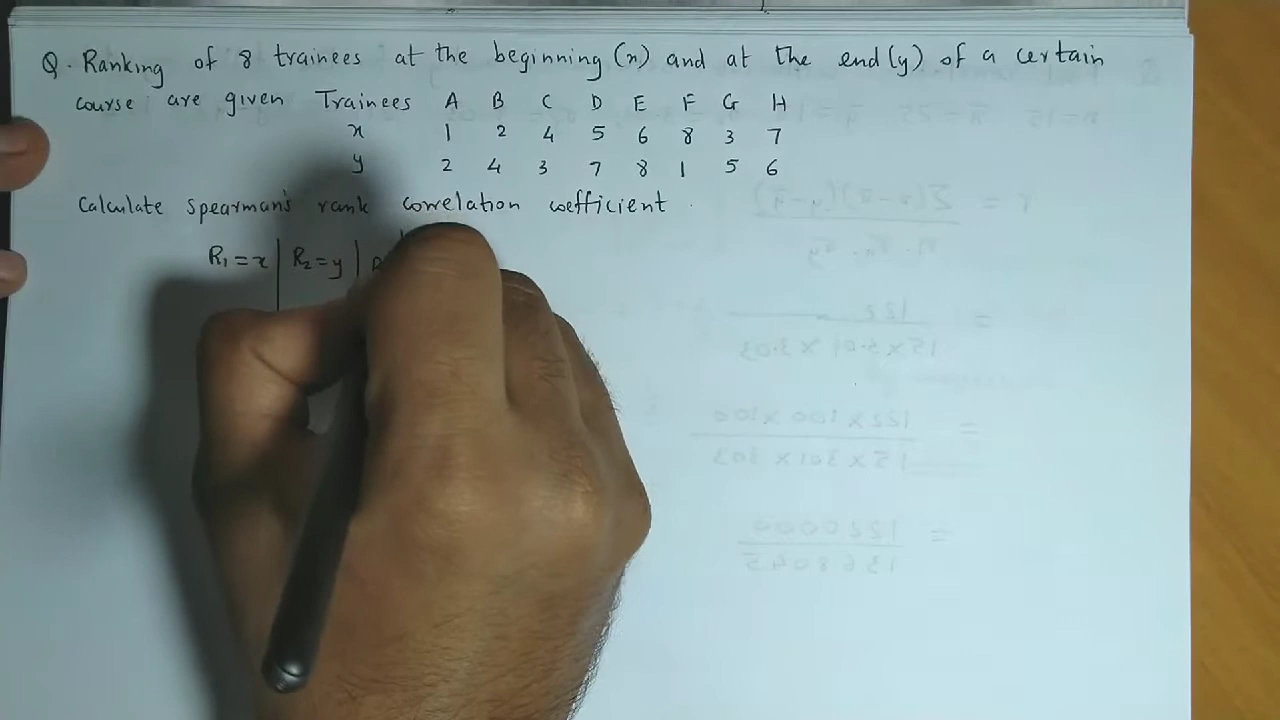 Q. Ranking of 8 trainees at the beginning (x) and at the end (y) of a certain
course are given Trainees A B C D E F G H
x 1 2 4 5 6 8 3 7
y 2 4 3 7 8 1 5 6
Calculate spearman's rank correlation coefficient.
R₁ = x | R₂ = y |